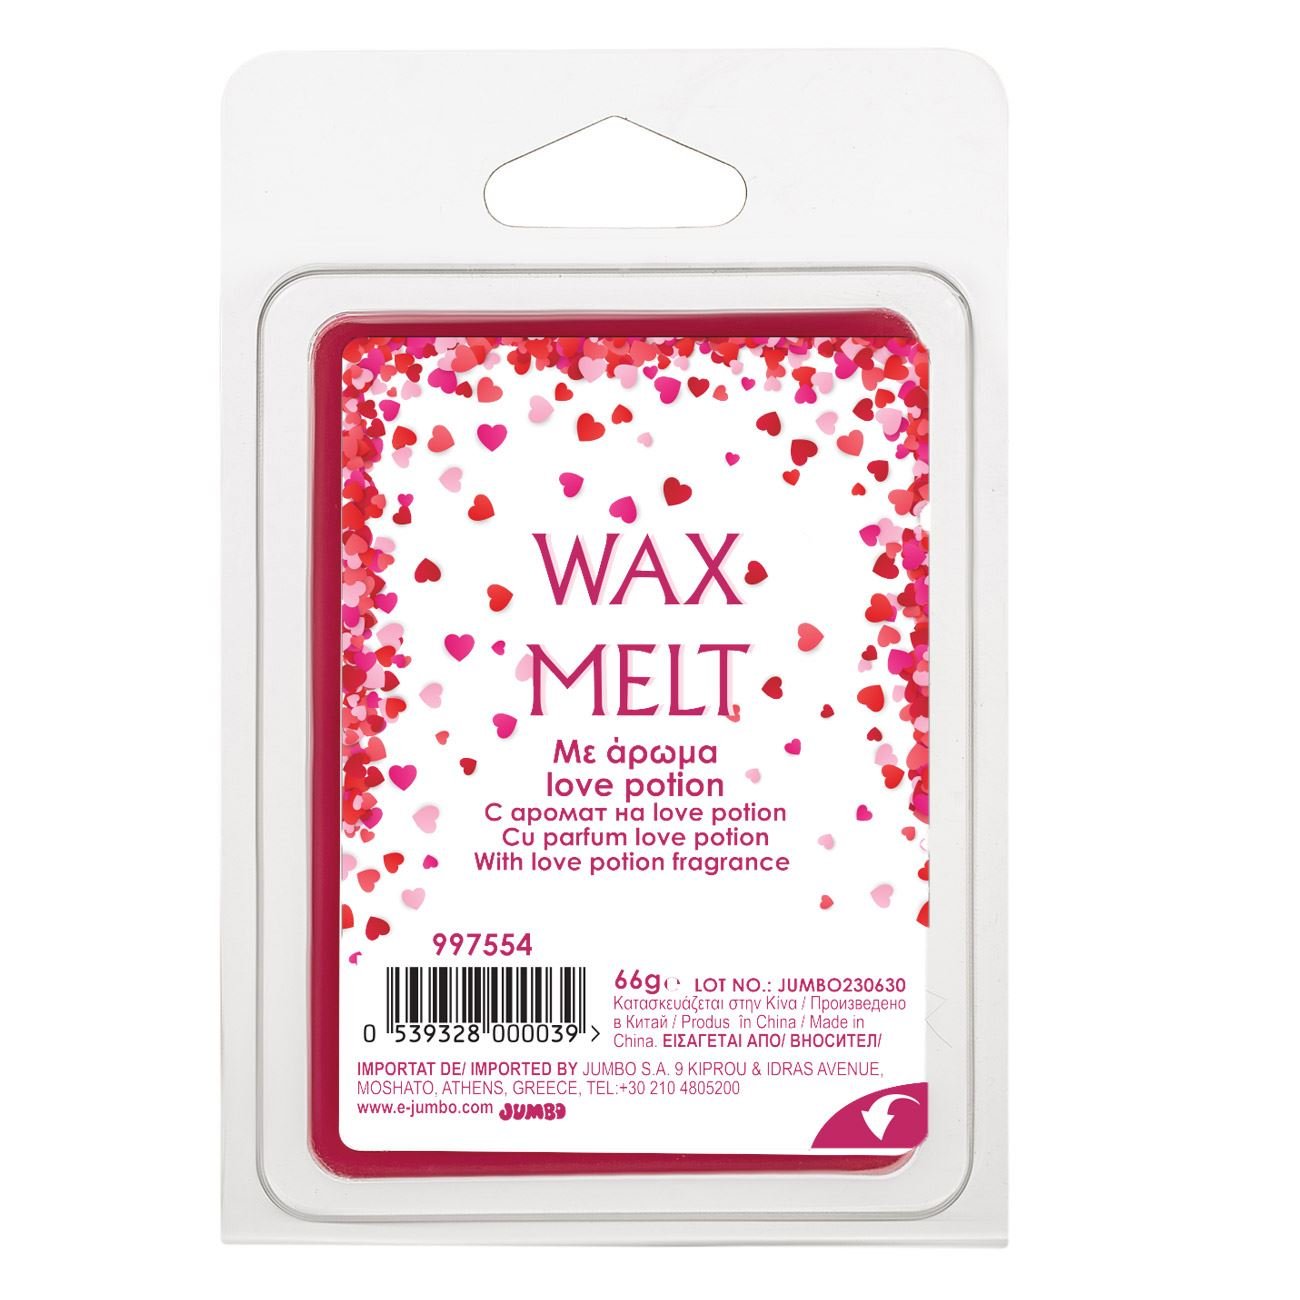 WAX
MELT
Με άρωμα
love potion
С аромат на love potion
Cu parfum love potion
With love potion fragrance
997554
0 539328 000039 >
66g℮ LOT NO.: JUMBO230630
Κατασκευάζεται στην Κίνα / Произведено
в Китай / Produs în China / Made in
China. ΕΙΣΑΓΕΤΑΙ ΑΠΟ/ ВНОСИТЕЛ/
IMPORTAT DE/ IMPORTED BY JUMBO S.A. 9 KIPROU & IDRAS AVENUE,
MOSHATO, ATHENS, GREECE, TEL:+30 210 4805200
www.e-jumbo.com JUMBO